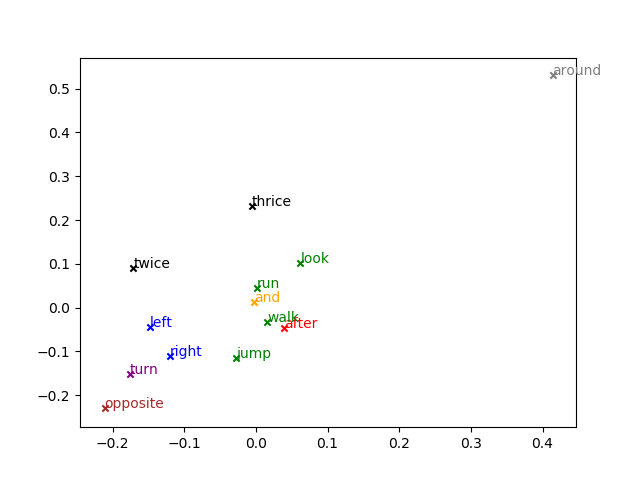 around
0.5
0.4
0.3
thrice
0.2
look
twice
0.1
run
and
0.0
walk
left
after
right
jump
−0.1
turn
opposite
−0.2
−0.2 −0.1 0.0 0.1 0.2 0.3 0.4